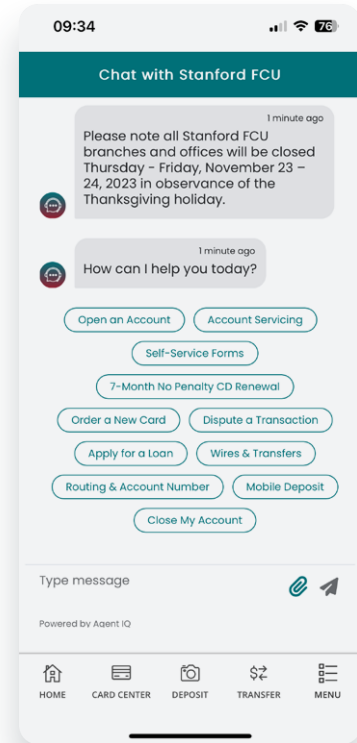 09:34
76
Chat with Stanford FCU
1 minute ago
Please note all Stanford FCU
branches and offices will be closed
Thursday - Friday, November 23 –
24, 2023 in observance of the
Thanksgiving holiday.
1 minute ago
How can I help you today?
Open an Account
Account Servicing
Self-Service Forms
7-Month No Penalty CD Renewal
Order a New Card
Dispute a Transaction
Apply for a Loan
Wires & Transfers
Routing & Account Number
Mobile Deposit
Close My Account
Type message
Powered by Agent IQ
HOME
CARD CENTER
DEPOSIT
TRANSFER
MENU